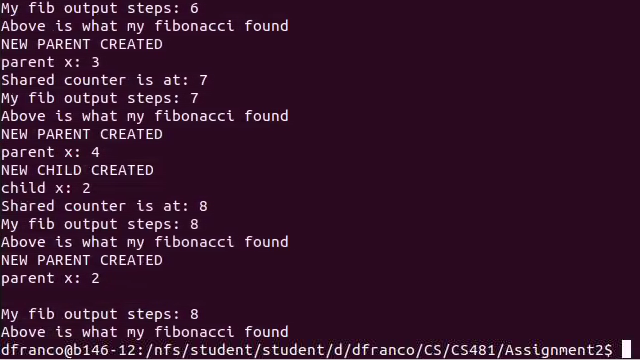 My fib output steps: 6
Above is what my fibonacci found
NEW PARENT CREATED
parent x: 3
Shared counter is at: 7
My fib output steps: 7
Above is what my fibonacci found
NEW PARENT CREATED
parent x: 4
NEW CHILD CREATED
child x: 2
Shared counter is at: 8
My fib output steps: 8
Above is what my fibonacci found
NEW PARENT CREATED
parent x: 2
My fib output steps: 8
Above is what my fibonacci found
dfranco@b146-12:/nfs/student/student/d/dfranco/CS/CS481/Assignment2$